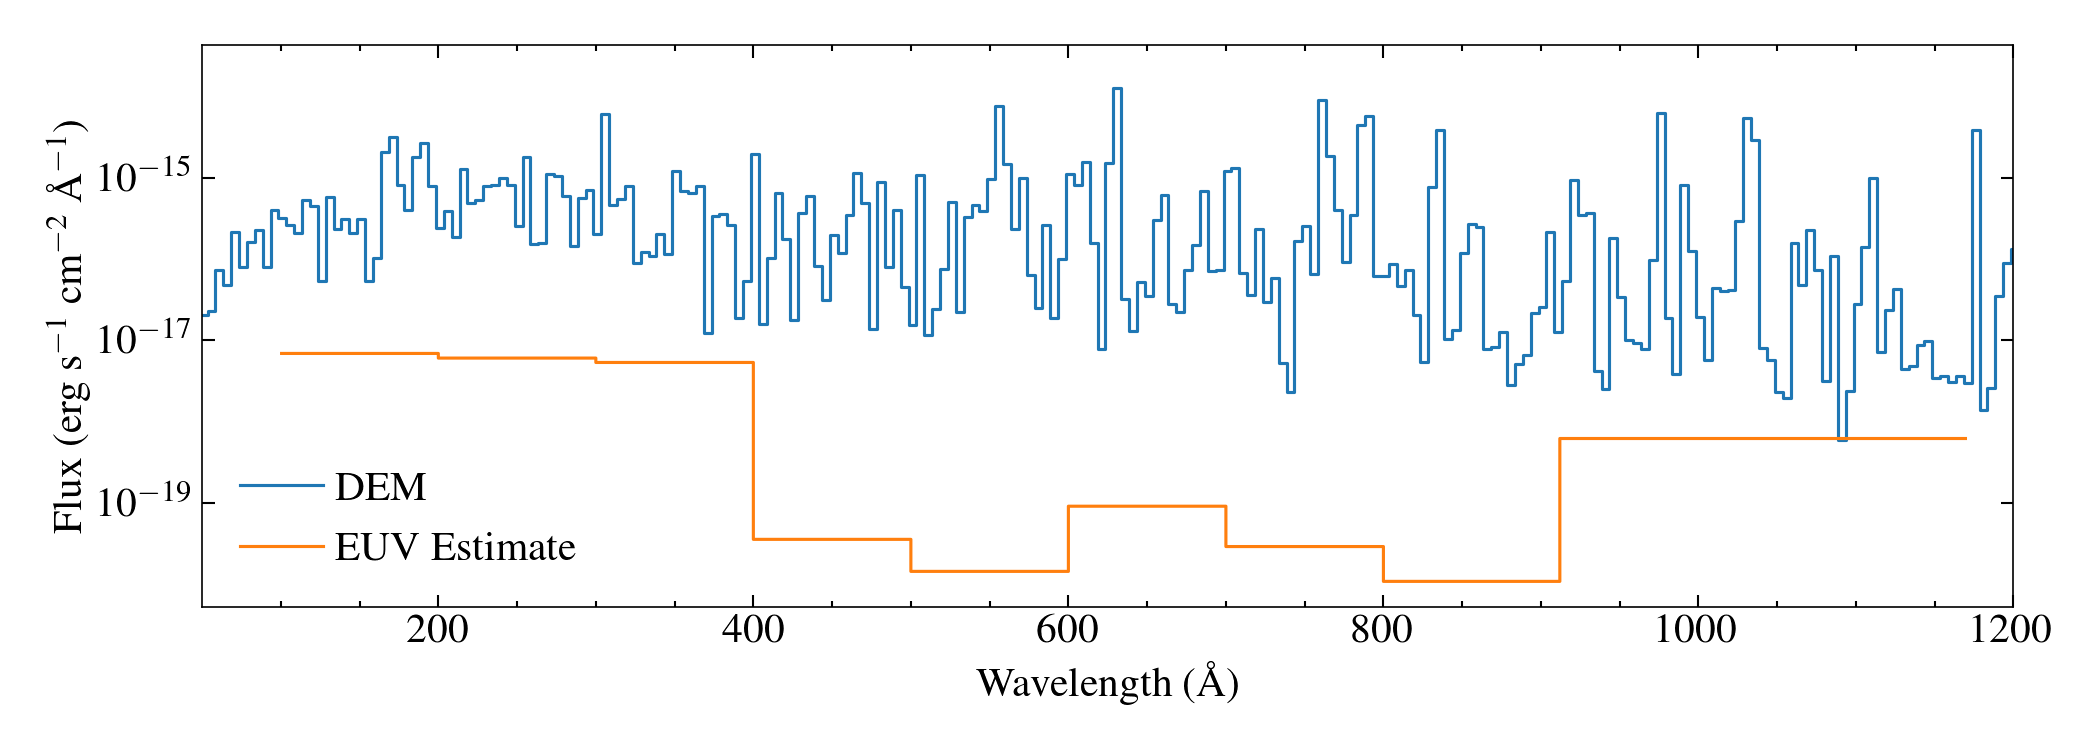 Flux (erg s⁻¹ cm⁻² Å⁻¹)
10⁻¹⁵
10⁻¹⁷
10⁻¹⁹
DEM
EUV Estimate
200 400 600 800 1000 1200
Wavelength (Å)